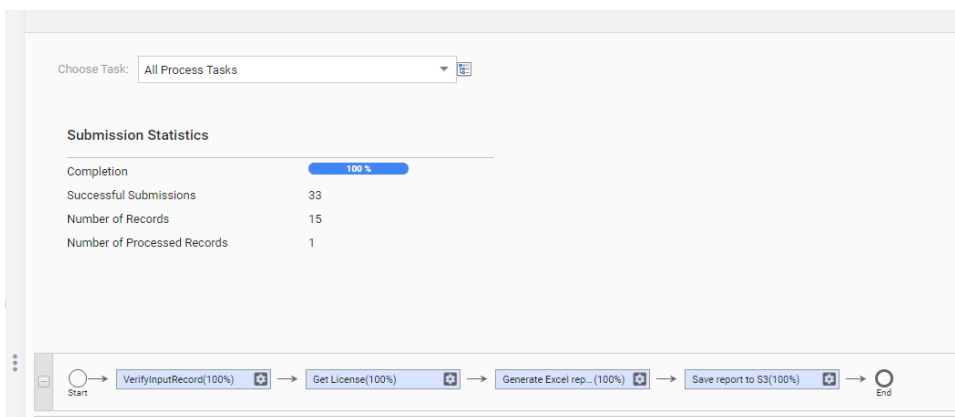 Choose Task: All Process Tasks
Submission Statistics
Completion 100 %
Successful Submissions 33
Number of Records 15
Number of Processed Records 1
VerifyInputRecord(100%) Get License(100%) Generate Excel rep...(100%) Save report to S3(100%)
Start End